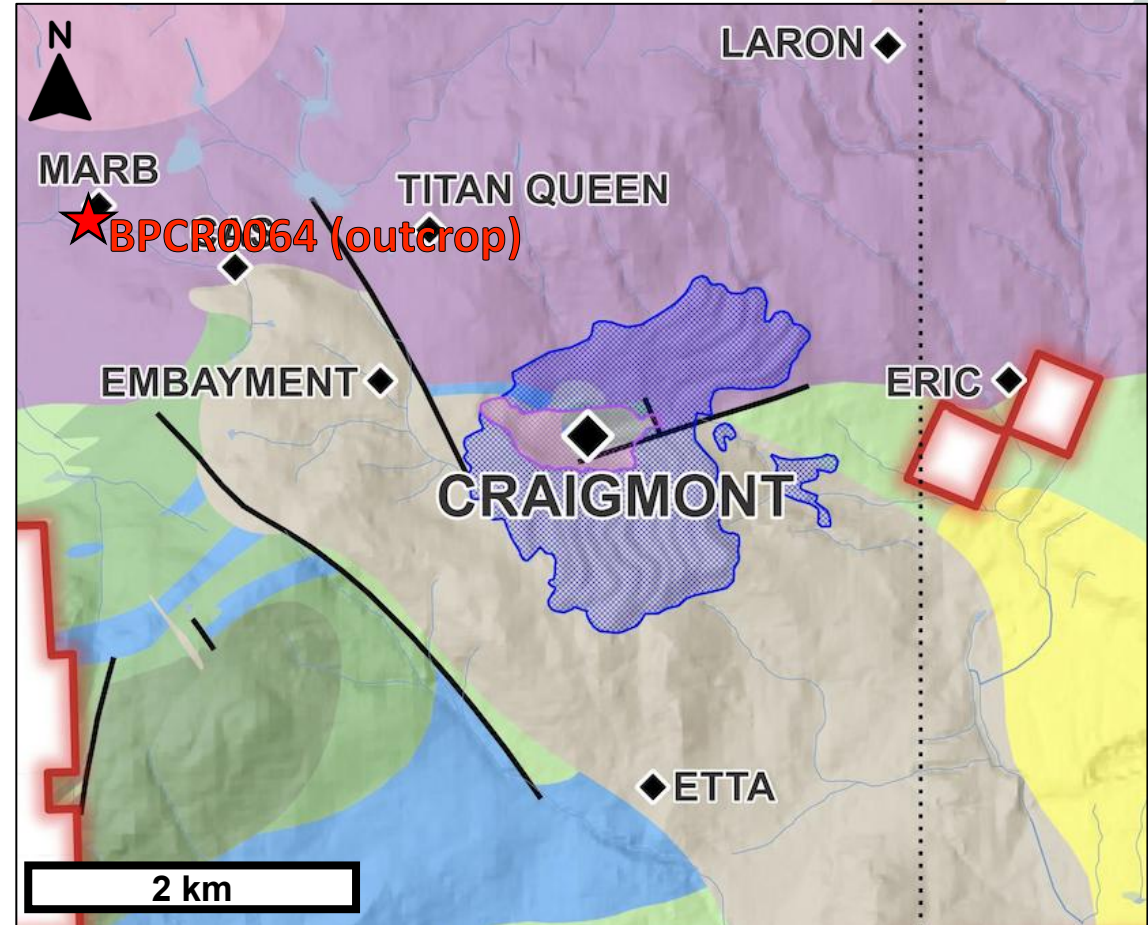 N
LARON
MARB
TITAN QUEEN
BPCR0064 (outcrop)
EMBAYMENT
ERIC
CRAIGMONT
ETTA
2 km